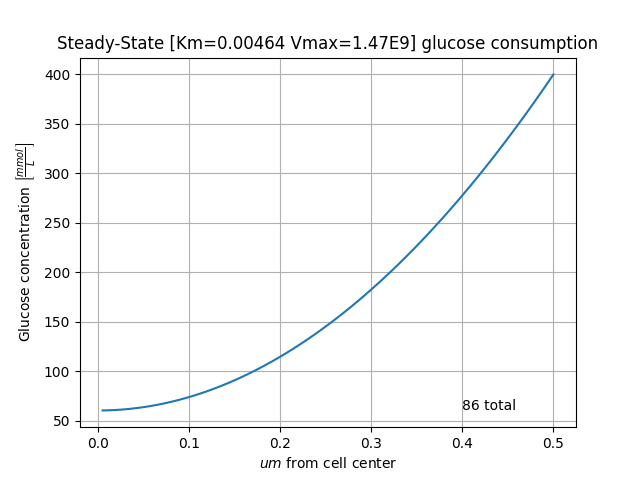 Steady-State [Km=0.00464 Vmax=1.47E9] glucose consumption
Glucose concentration [mmol/L]
400
350
300
250
200
150
100
50
86 total
0.0 0.1 0.2 0.3 0.4 0.5
um from cell center